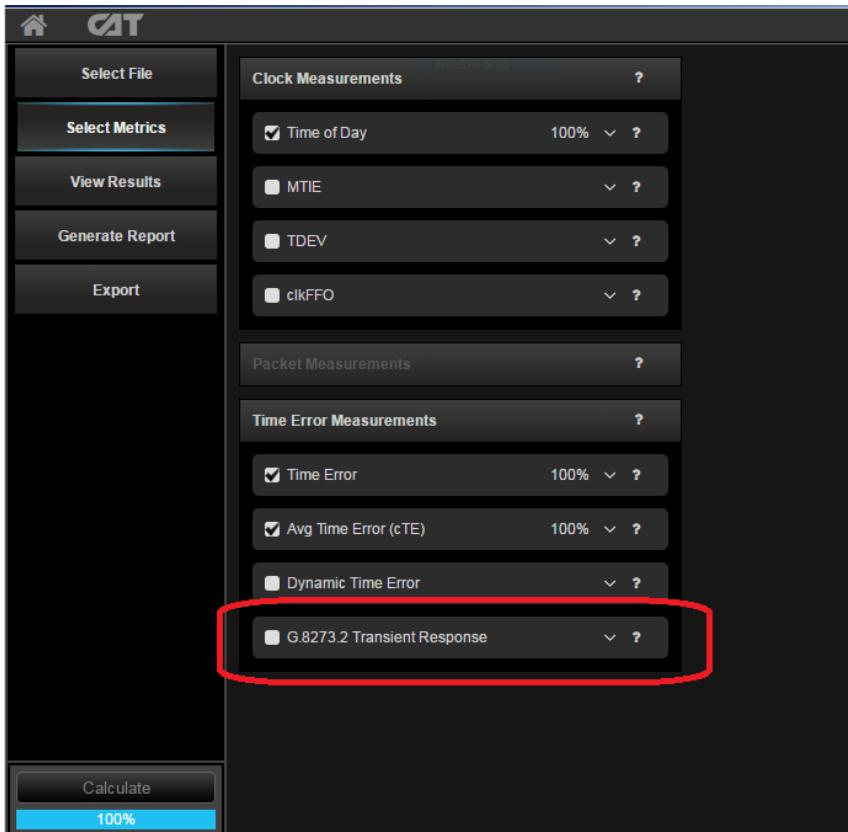 CAT
Select File
Select Metrics
View Results
Generate Report
Export
Calculate
100%
Window Snip
Clock Measurements ?
Time of Day 100% ?
MTIE ?
TDEV ?
clkFFO ?
Packet Measurements ?
Time Error Measurements ?
Time Error 100% ?
Avg Time Error (cTE) 100% ?
Dynamic Time Error ?
G.8273.2 Transient Response ?